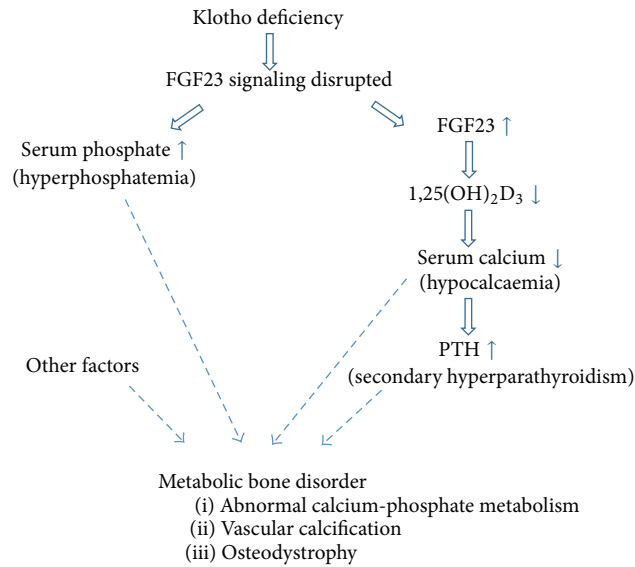 Klotho deficiency
FGF23 signaling disrupted
Serum phosphate ↑
(hyperphosphatemia)
FGF23 ↑
1,25(OH)₂D₃ ↓
Serum calcium ↓
(hypocalcaemia)
PTH ↑
(secondary hyperparathyroidism)
Other factors
Metabolic bone disorder
(i) Abnormal calcium-phosphate metabolism
(ii) Vascular calcification
(iii) Osteodystrophy